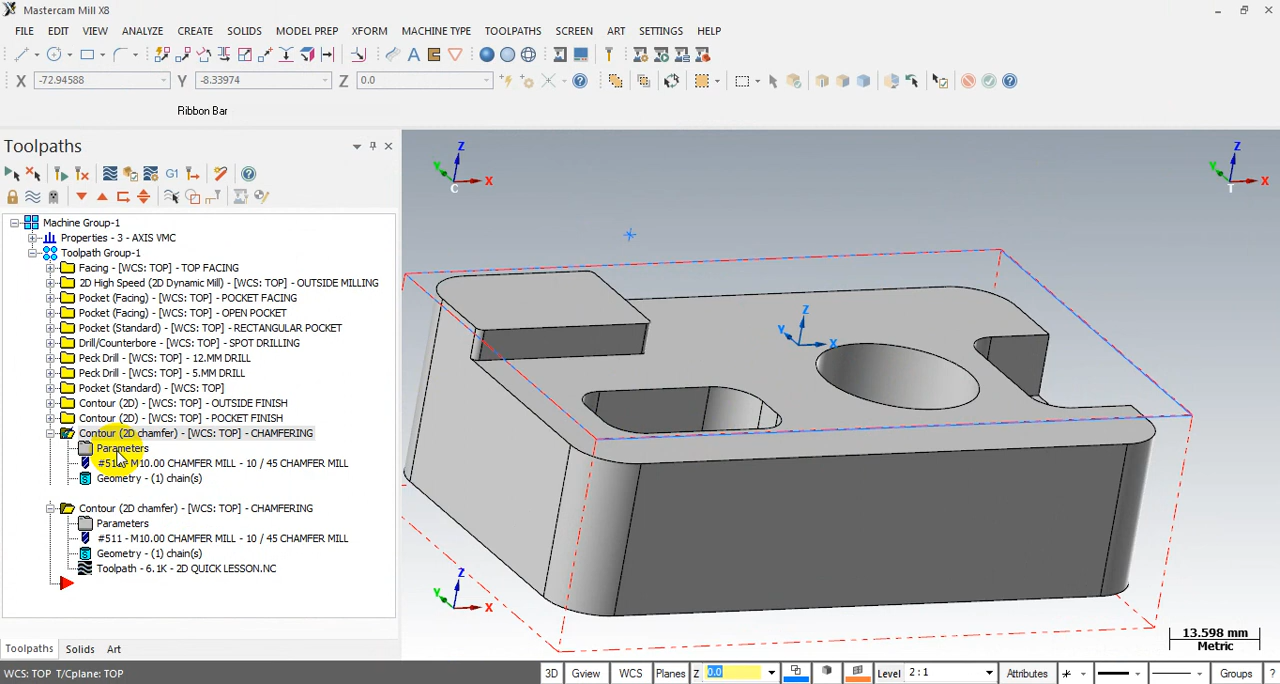 Mastercam Mill X8
FILE EDIT VIEW ANALYZE CREATE SOLIDS MODEL PREP XFORM MACHINE TYPE TOOLPATHS SCREEN ART SETTINGS HELP
G1
X -72.94588 Y -8.33974 Z 0.0
Ribbon Bar
Toolpaths
Machine Group-1
Properties - 3 - AXIS VMC
Toolpath Group-1
Facing - [WCS: TOP] - TOP FACING
2D High Speed (2D Dynamic Mill) - [WCS: TOP] - OUTSIDE MILLING
Pocket (Facing) - [WCS: TOP] - POCKET FACING
Pocket (Facing) - [WCS: TOP] - OPEN POCKET
Pocket (Standard) - [WCS: TOP] - RECTANGULAR POCKET
Drill/Counterbore - [WCS: TOP] - SPOT DRILLING
Peck Drill - [WCS: TOP] - 12.MM DRILL
Peck Drill - [WCS: TOP] - 5.MM DRILL
Pocket (Standard) - [WCS: TOP]
Contour (2D) - [WCS: TOP] - OUTSIDE FINISH
Contour (2D) - [WCS: TOP] - POCKET FINISH
Contour (2D chamfer) - [WCS: TOP] - CHAMFERING
Parameters
M10.00 CHAMFER MILL - 10 / 45 CHAMFER MILL
Geometry - (1) chain(s)
Contour (2D chamfer) - [WCS: TOP] - CHAMFERING
Parameters
#511 - M10.00 CHAMFER MILL - 10 / 45 CHAMFER MILL
Geometry - (1) chain(s)
Toolpath - 6.1K - 2D QUICK LESSON.NC
Toolpaths Solids Art
Z Y X C
Z Y X T
Z Y X
Z Y X
13.598 mm
Metric
WCS: TOP T/Cplane: TOP
3D Gview WCS Planes Z 0.0 Level 2 : 1 Attributes Groups ?